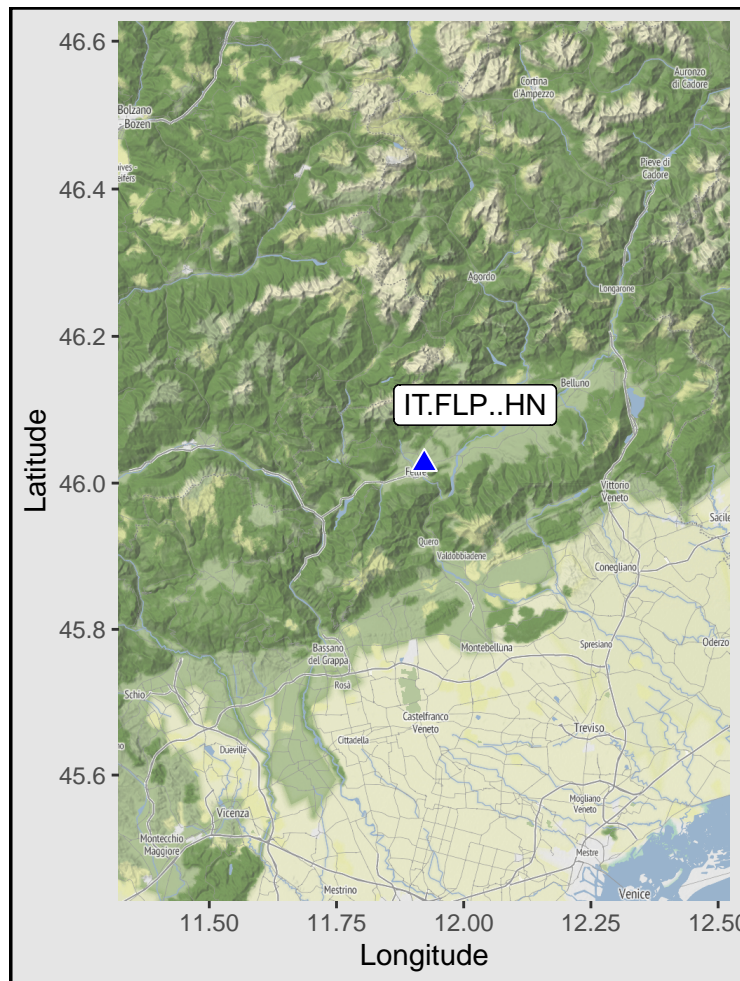 46.6
Cortina
d'Ampezzo
Auronzo
di Cadore
Bolzano
- Bozen
46.4
Pieve di
Cadore
Agordo
Longarone
46.2
Belluno
IT.FLP..HN
Latitude
Feltre
46.0
Vittorio
Veneto
Sacile
Quero
Valdobbiadene
Conegliano
45.8
Bassano
del Grappa
Montebelluna
Spresiano
Oderzo
Rosà
Schio
Castelfranco
Veneto
Treviso
Cittadella
Dueville
45.6
Mogliano
Veneto
Vicenza
Montecchio
Maggiore
Mestre
Mestrino
Venice
11.50
11.75
12.00
12.25
12.50
Longitude